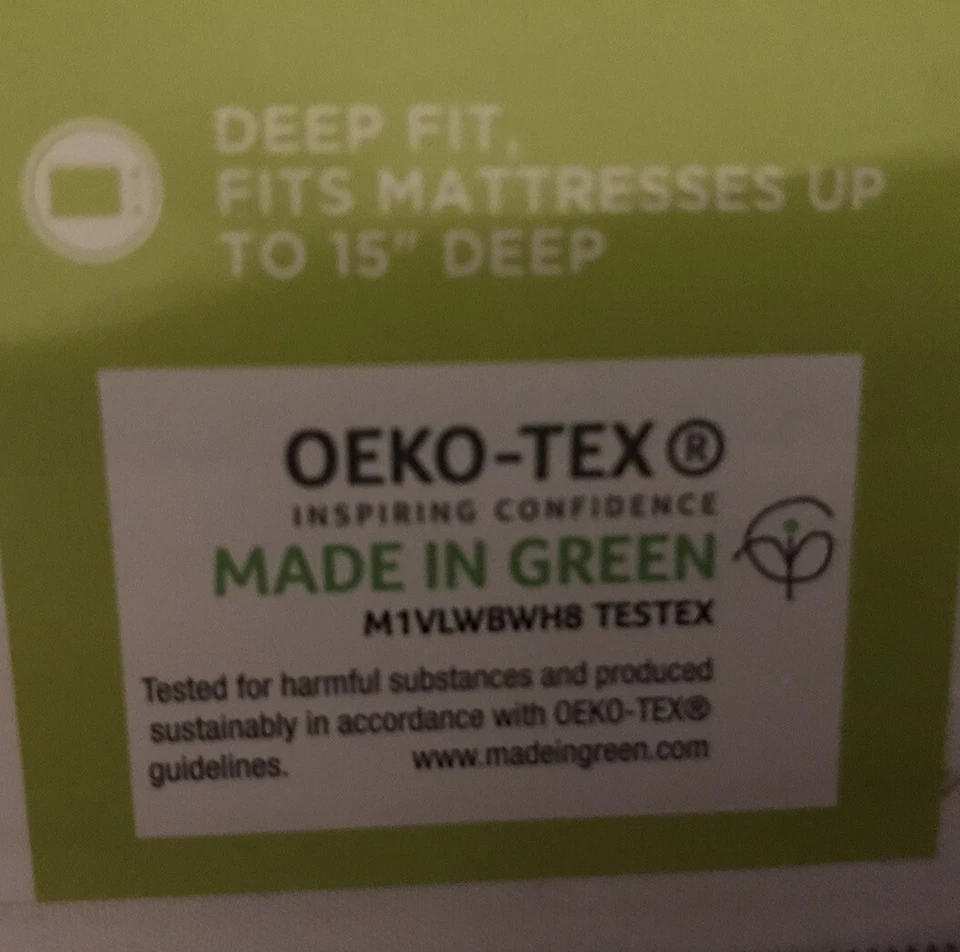 DEEP FIT,
FITS MATTRESSES UP
TO 15" DEEP
OEKO-TEX®
INSPIRING CONFIDENCE
MADE IN GREEN
M1VLWBWH8 TESTEX
Tested for harmful substances and produced
sustainably in accordance with OEKO-TEX®
guidelines. www.madeingreen.com